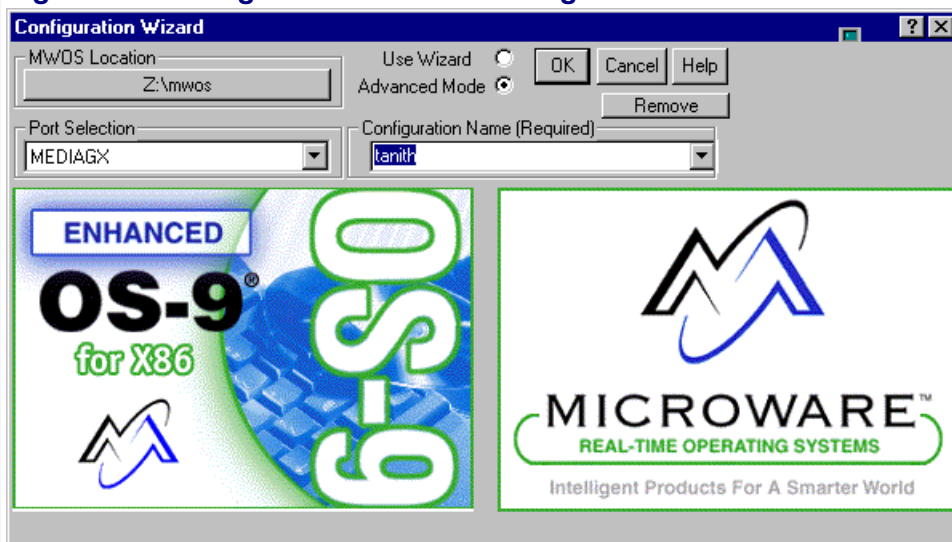 Configuration Wizard
? X
MWOS Location
Z:\mwos
Use Wizard
Advanced Mode
OK
Cancel
Help
Remove
Port Selection
MEDIAGX
Configuration Name (Required)
tanith
ENHANCED
OS-9®
for X86
OS-9
MICROWARE™
REAL-TIME OPERATING SYSTEMS
Intelligent Products For A Smarter World